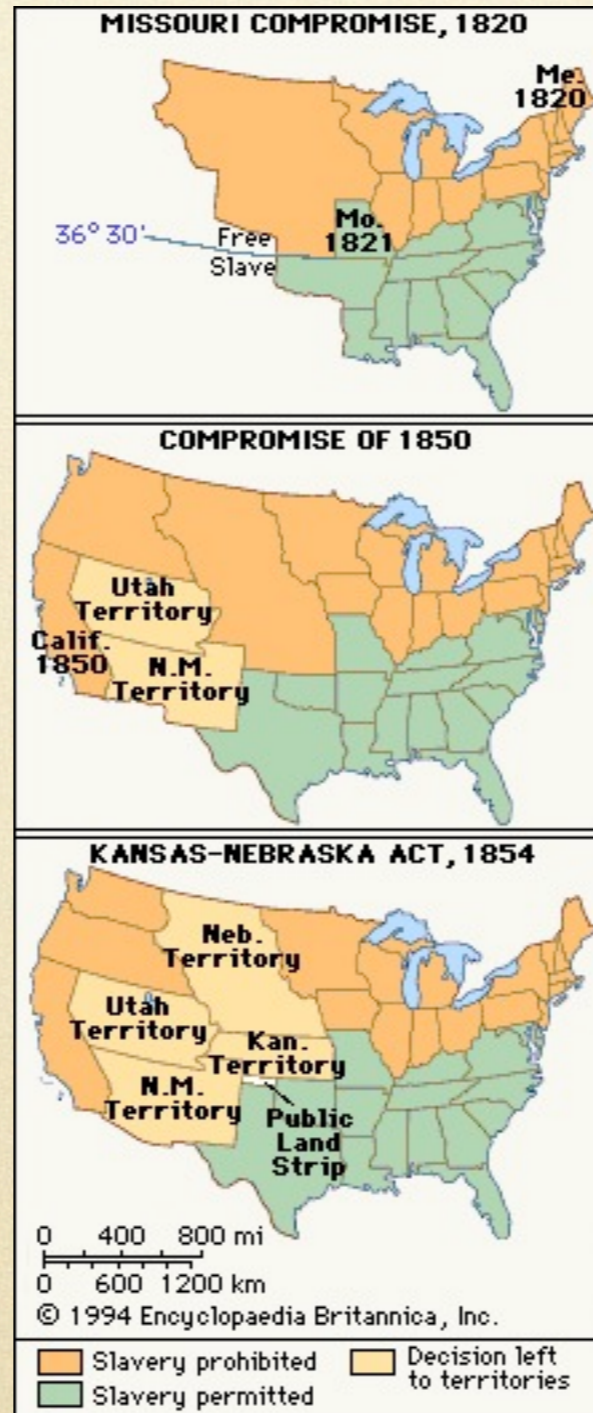 MISSOURI COMPROMISE, 1820
Me.
1820
36° 30'
Free
Slave
Mo.
1821
COMPROMISE OF 1850
Utah
Territory
Calif.
1850
N.M.
Territory
KANSAS–NEBRASKA ACT, 1854
Neb.
Territory
Utah
Territory
Kan.
Territory
N.M.
Territory
Public
Land
Strip
0 400 800 mi
0 600 1200 km
© 1994 Encyclopaedia Britannica, Inc.
Slavery prohibited
Slavery permitted
Decision left
to territories